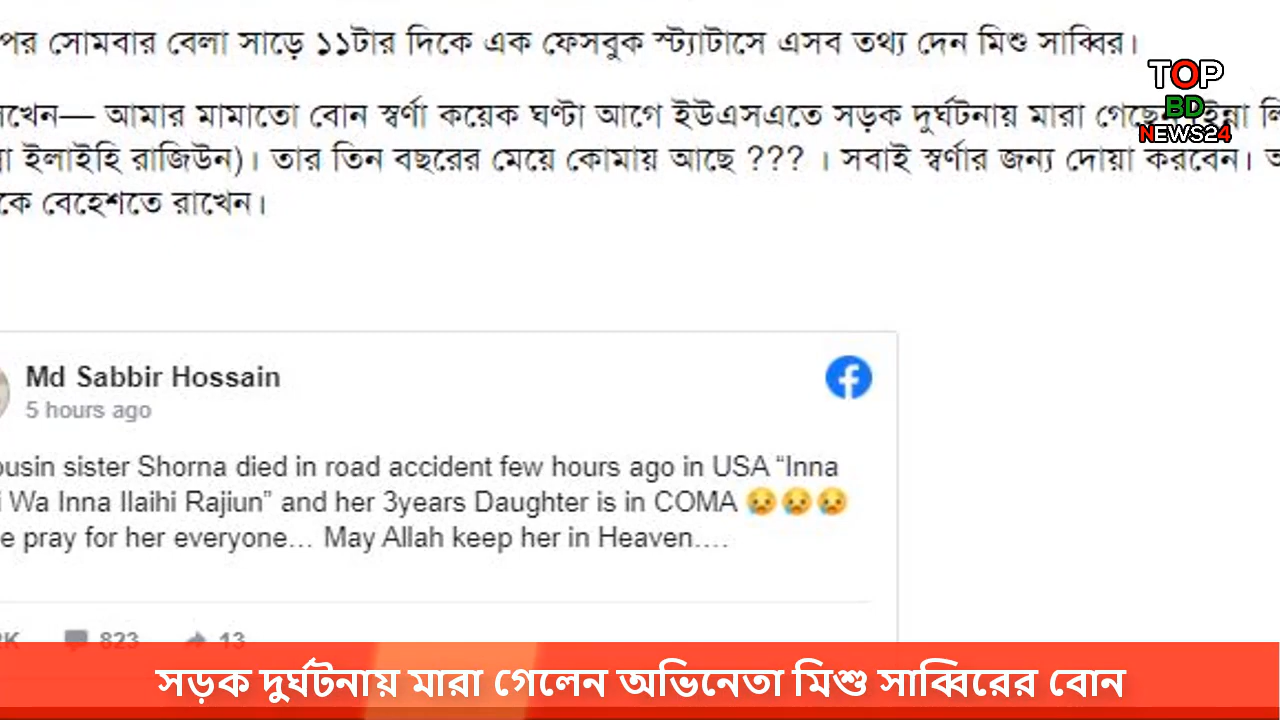 পর সোমবার বেলা সাড়ে ১১টার দিকে এক ফেসবুক স্ট্যাটাসে এসব তথ্য দেন মিশু সাব্বির।
TOP
BD
NEWS24
খেন— আমার মামাতো বোন স্বর্ণা কয়েক ঘণ্টা আগে ইউএসএতে সড়ক দুর্ঘটনায় মারা গেছেন
ইলাইহি রাজিউন)। তার তিন বছরের মেয়ে কোমায় আছে ??? । সবাই স্বর্ণার জন্য দোয়া করবেন।
কে বেহেশতে রাখেন।
Md Sabbir Hossain
5 hours ago
ousin sister Shorna died in road accident few hours ago in USA “Inna
i Wa Inna Ilaihi Rajiun” and her 3years Daughter is in COMA 😥😥😥
e pray for her everyone... May Allah keep her in Heaven....
823 13
সড়ক দুর্ঘটনায় মারা গেলেন অভিনেতা মিশু সাব্বিরের বোন